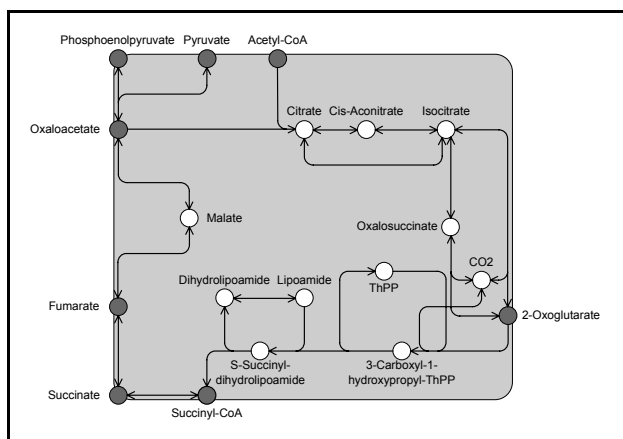 Phosphoenolpyruvate Pyruvate Acetyl-CoA
Citrate Cis-Aconitrate Isocitrate
Oxaloacetate
Malate
Oxalosuccinate
CO2
Dihydrolipoamide Lipoamide
ThPP
Fumarate
2-Oxoglutarate
S-Succinyl-
dihydrolipoamide
3-Carboxyl-1-
hydroxypropyl-ThPP
Succinate
Succinyl-CoA